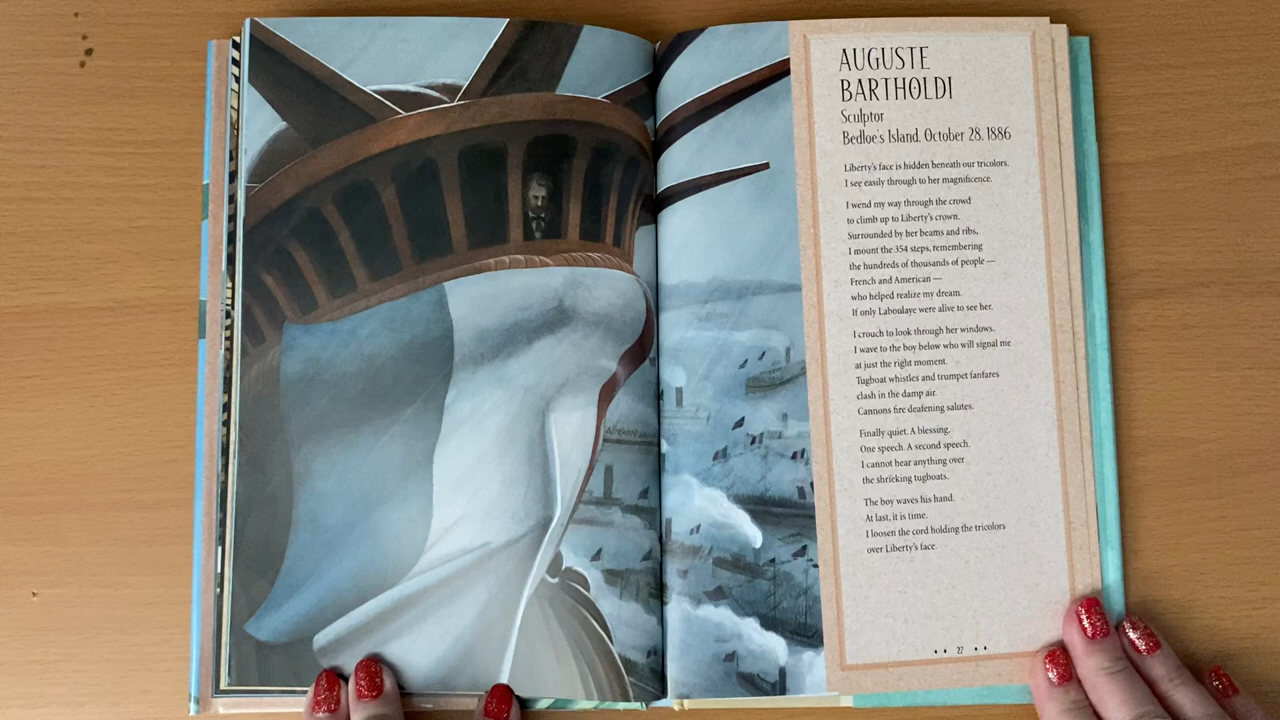 AUGUSTE
BARTHOLDI
Sculptor
Bedloe's Island, October 28, 1886
Liberty's face is hidden beneath our tricolors.
I see easily through to her magnificence.
I wend my way through the crowd
to climb up to Liberty's crown.
Surrounded by her beams and ribs,
I mount the 354 steps, remembering
the hundreds of thousands of people —
French and American —
who helped realize my dream.
If only Laboulaye were alive to see her.
I crouch to look through her windows.
I wave to the boy below who will signal me
at just the right moment.
Tugboat whistles and trumpet fanfares
clash in the damp air.
Cannons fire deafening salutes.
Finally quiet. A blessing.
One speech. A second speech.
I cannot hear anything over
the shricking tugboats.
The boy waves his hand.
At last, it is time.
I loosen the cord holding the tricolors
over Liberty's face.
27